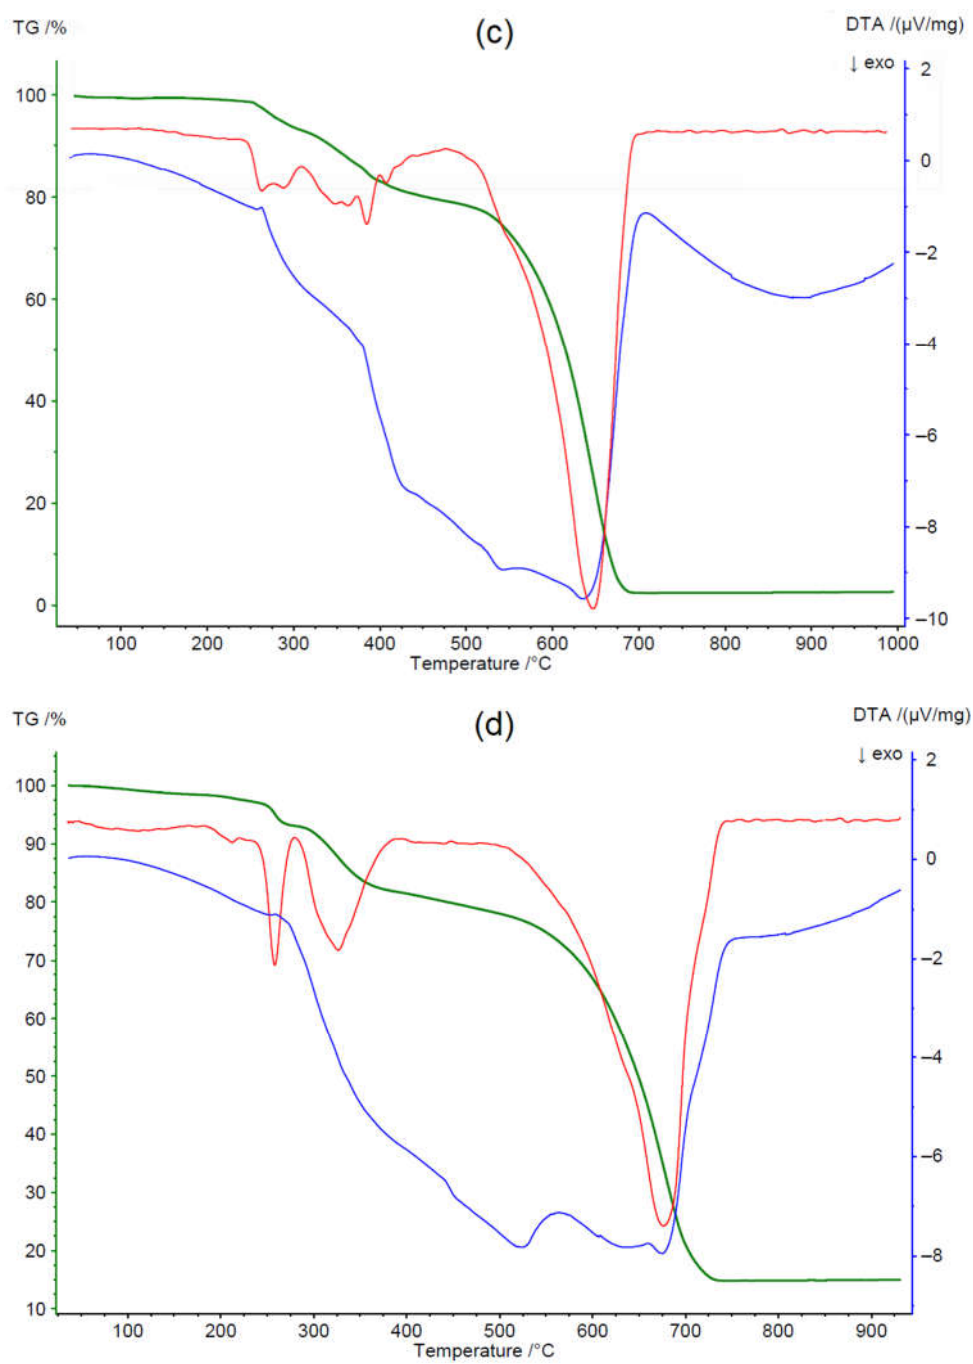 TG /%
(c)
DTA /(µV/mg)
↓ exo
2
100
0
80
–2
60
–4
40
–6
20
–8
0
–10
100 200 300 400 500 600 700 800 900 1000
Temperature /°C
TG /%
(d)
DTA /(µV/mg)
↓ exo
2
100
90
0
80
70
–2
60
–4
50
40
–6
30
20
–8
10
100 200 300 400 500 600 700 800 900
Temperature /°C